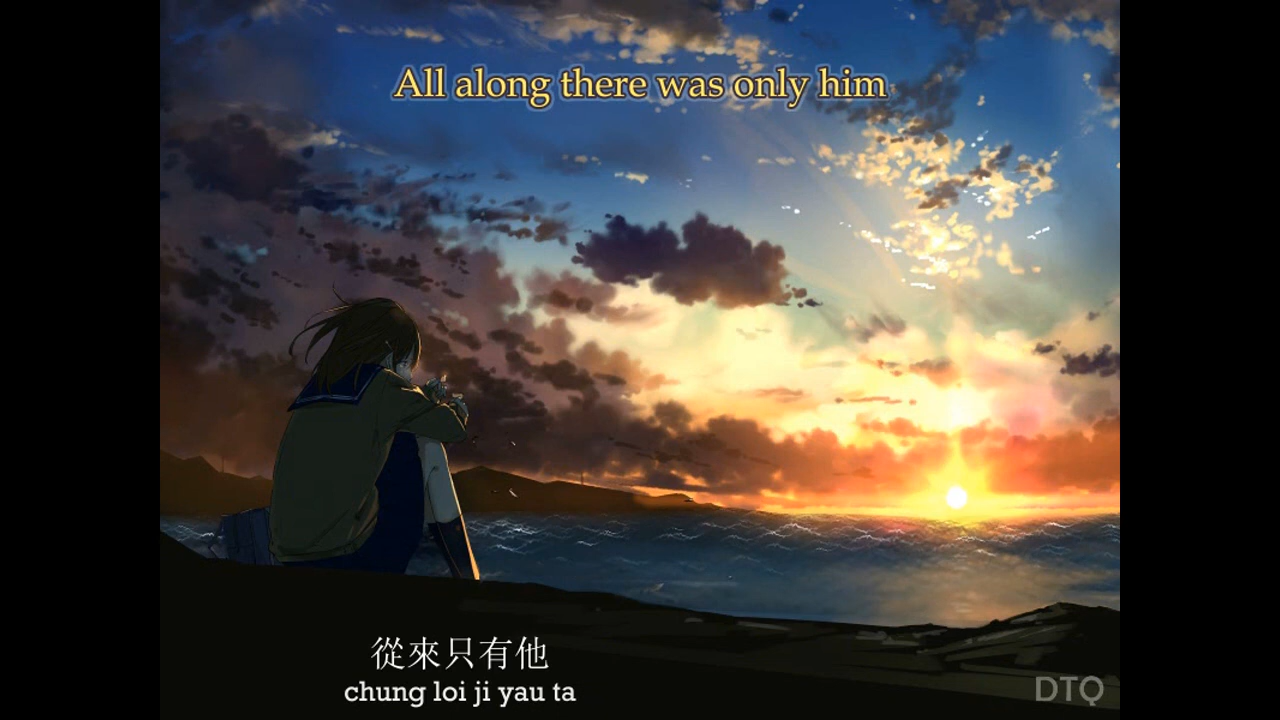 All along there was only him
從來只有他
chung loi ji yau ta
DTQ